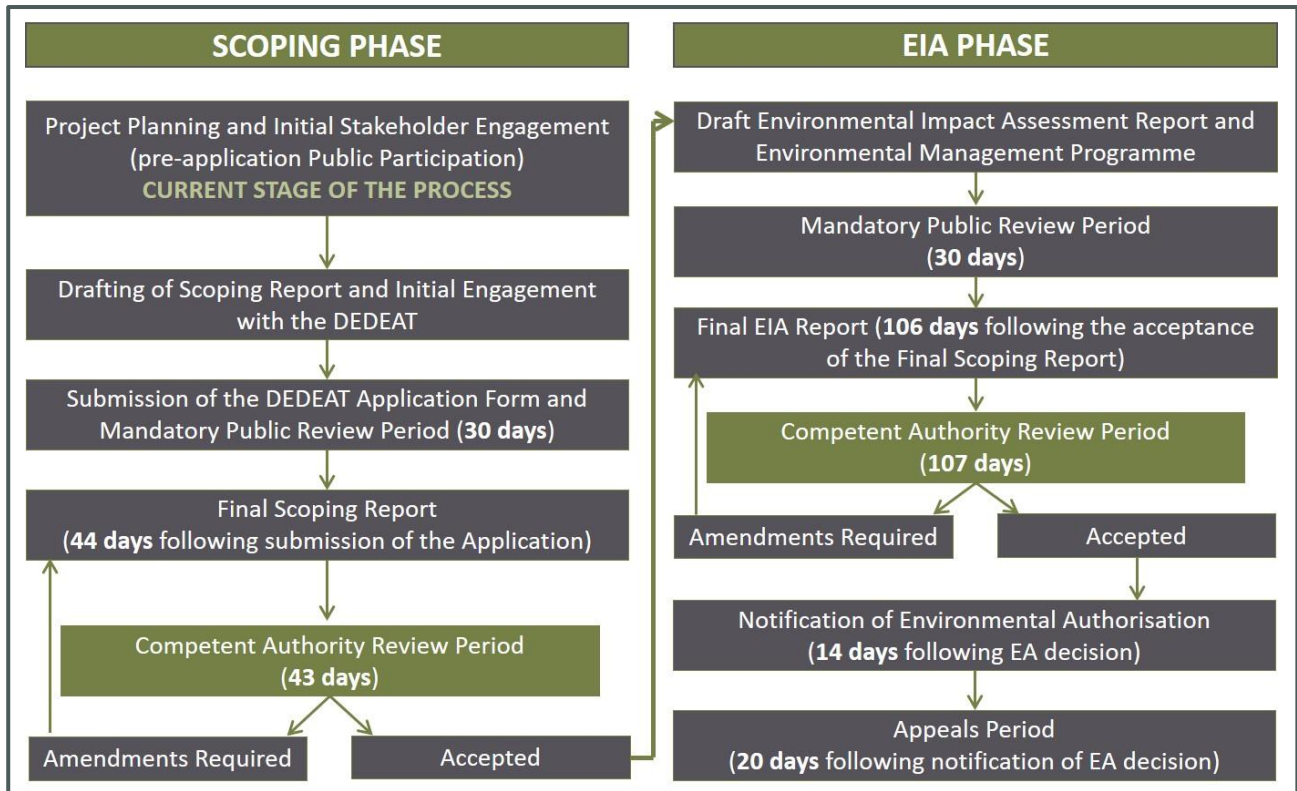 SCOPING PHASE
Project Planning and Initial Stakeholder Engagement
(pre-application Public Participation)
CURRENT STAGE OF THE PROCESS
Drafting of Scoping Report and Initial Engagement
with the DEDEAT
Submission of the DEDEAT Application Form and
Mandatory Public Review Period (30 days)
Final Scoping Report
(44 days following submission of the Application)
Competent Authority Review Period
(43 days)
Amendments Required
Accepted
EIA PHASE
Draft Environmental Impact Assessment Report and
Environmental Management Programme
Mandatory Public Review Period
(30 days)
Final EIA Report (106 days following the acceptance
of the Final Scoping Report)
Competent Authority Review Period
(107 days)
Amendments Required
Accepted
Notification of Environmental Authorisation
(14 days following EA decision)
Appeals Period
(20 days following notification of EA decision)